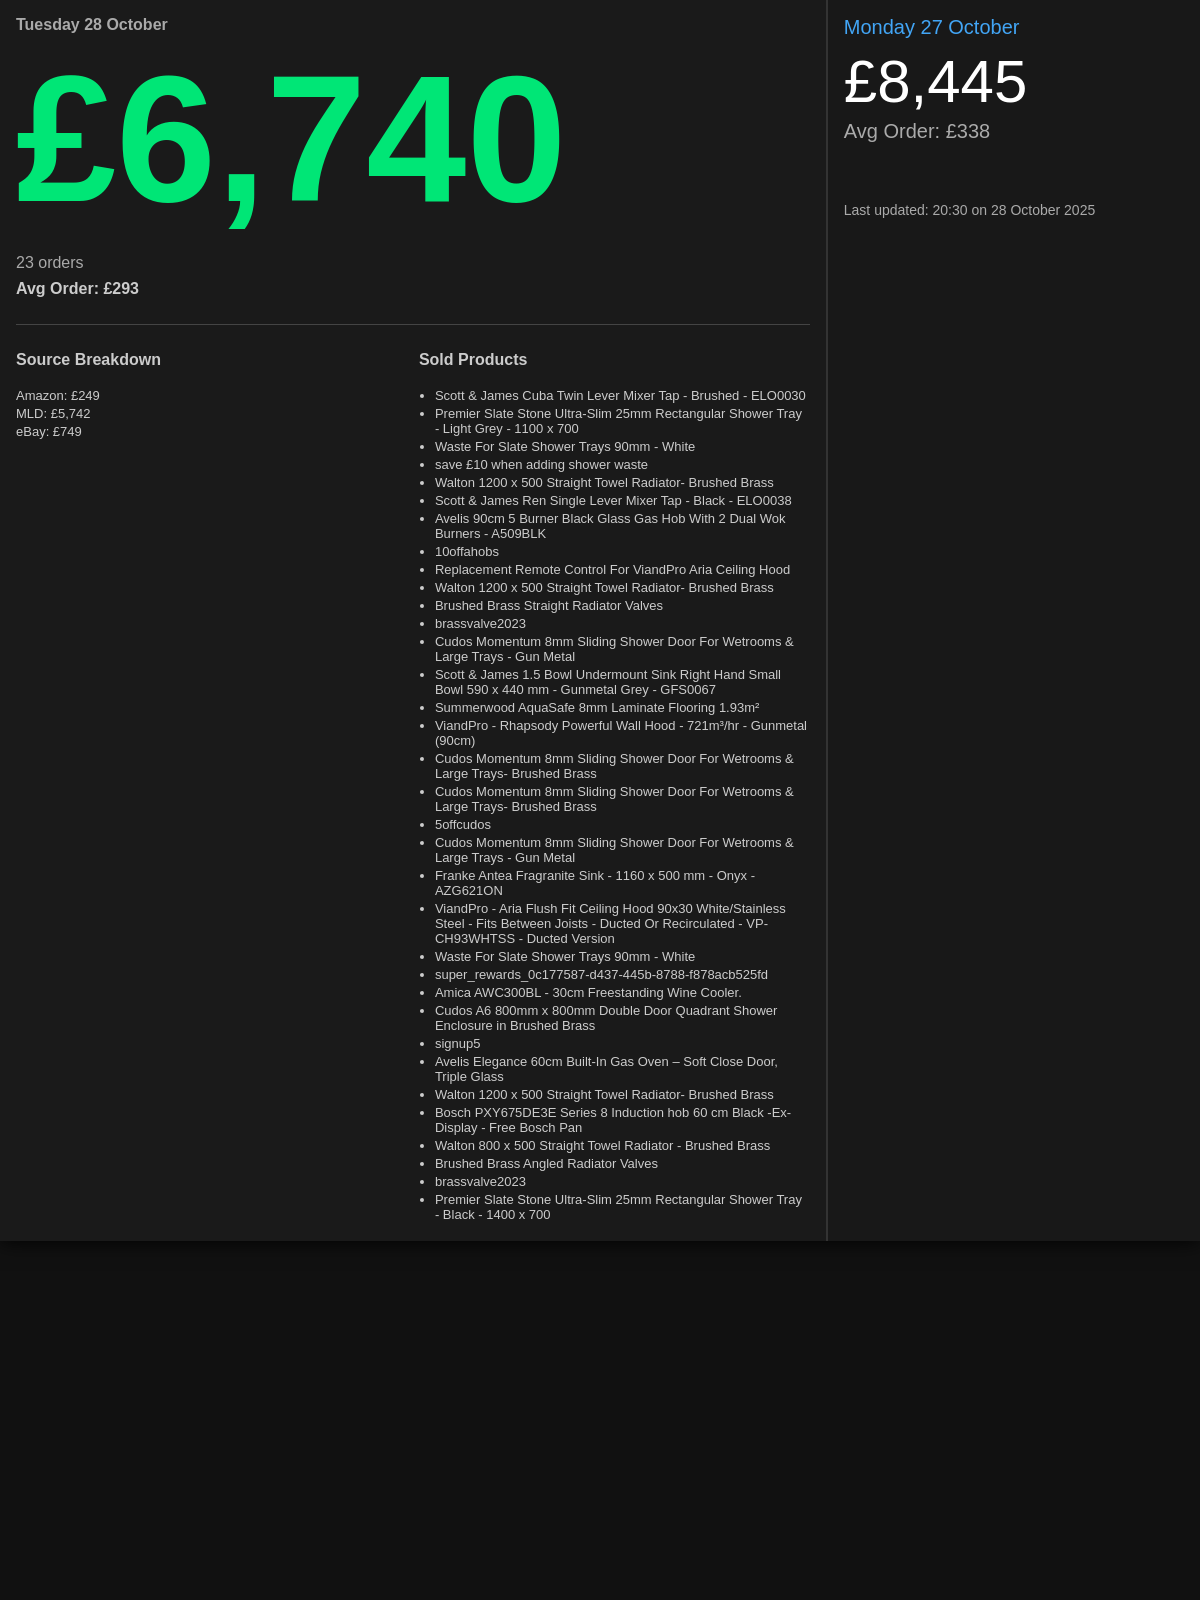 Tuesday 28 October
£6,740
23 orders
Avg Order: £293
Source Breakdown
Amazon: £249
MLD: £5,742
eBay: £749
Sold Products
• Scott & James Cuba Twin Lever Mixer Tap - Brushed - ELO0030
• Premier Slate Stone Ultra-Slim 25mm Rectangular Shower Tray
- Light Grey - 1100 x 700
• Waste For Slate Shower Trays 90mm - White
• save £10 when adding shower waste
• Walton 1200 x 500 Straight Towel Radiator- Brushed Brass
• Scott & James Ren Single Lever Mixer Tap - Black - ELO0038
• Avelis 90cm 5 Burner Black Glass Gas Hob With 2 Dual Wok
Burners - A509BLK
• 10offahobs
• Replacement Remote Control For ViandPro Aria Ceiling Hood
• Walton 1200 x 500 Straight Towel Radiator- Brushed Brass
• Brushed Brass Straight Radiator Valves
• brassvalve2023
• Cudos Momentum 8mm Sliding Shower Door For Wetrooms &
Large Trays - Gun Metal
• Scott & James 1.5 Bowl Undermount Sink Right Hand Small
Bowl 590 x 440 mm - Gunmetal Grey - GFS0067
• Summerwood AquaSafe 8mm Laminate Flooring 1.93m²
• ViandPro - Rhapsody Powerful Wall Hood - 721m³/hr - Gunmetal
(90cm)
• Cudos Momentum 8mm Sliding Shower Door For Wetrooms &
Large Trays- Brushed Brass
• Cudos Momentum 8mm Sliding Shower Door For Wetrooms &
Large Trays- Brushed Brass
• 5offcudos
• Cudos Momentum 8mm Sliding Shower Door For Wetrooms &
Large Trays - Gun Metal
• Franke Antea Fragranite Sink - 1160 x 500 mm - Onyx -
AZG621ON
• ViandPro - Aria Flush Fit Ceiling Hood 90x30 White/Stainless
Steel - Fits Between Joists - Ducted Or Recirculated - VP-
CH93WHTSS - Ducted Version
• Waste For Slate Shower Trays 90mm - White
• super_rewards_0c177587-d437-445b-8788-f878acb525fd
• Amica AWC300BL - 30cm Freestanding Wine Cooler.
• Cudos A6 800mm x 800mm Double Door Quadrant Shower
Enclosure in Brushed Brass
• signup5
• Avelis Elegance 60cm Built-In Gas Oven – Soft Close Door,
Triple Glass
• Walton 1200 x 500 Straight Towel Radiator- Brushed Brass
• Bosch PXY675DE3E Series 8 Induction hob 60 cm Black -Ex-
Display - Free Bosch Pan
• Walton 800 x 500 Straight Towel Radiator - Brushed Brass
• Brushed Brass Angled Radiator Valves
• brassvalve2023
• Premier Slate Stone Ultra-Slim 25mm Rectangular Shower Tray
- Black - 1400 x 700
Monday 27 October
£8,445
Avg Order: £338
Last updated: 20:30 on 28 October 2025